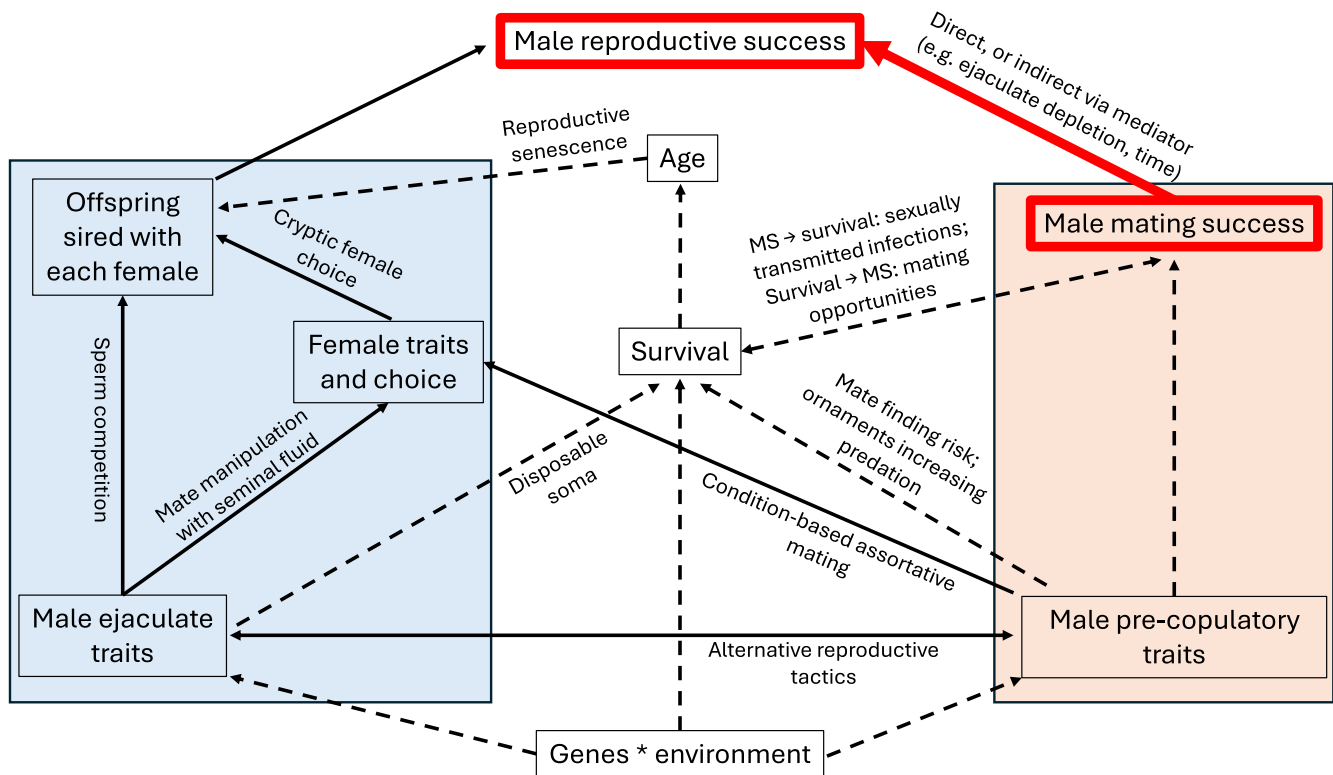 Male reproductive success
Direct, or indirect via mediator
(e.g. ejaculate depletion, time)
Reproductive
senescence
Age
Offspring
sired with
each female
Cryptic female
choice
MS → survival: sexually
transmitted infections;
Survival → MS: mating
opportunities
Male mating success
Sperm competition
Female traits
and choice
Survival
Mate manipulation
with seminal fluid
Disposable
soma
Mate finding risk;
ornaments increasing
predation
Condition-based assortative
mating
Male ejaculate
traits
Alternative reproductive
tactics
Male pre-copulatory
traits
Genes * environment